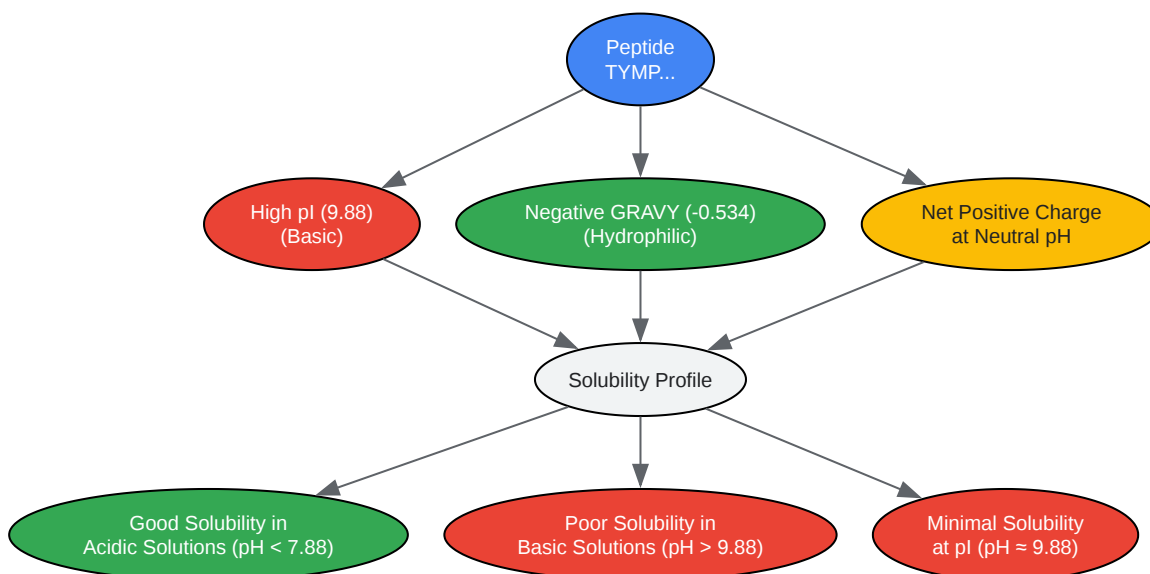 Peptide
TYMP...
High pI (9.88)
(Basic)
Negative GRAVY (-0.534)
(Hydrophilic)
Net Positive Charge
at Neutral pH
Solubility Profile
Good Solubility in
Acidic Solutions (pH < 7.88)
Poor Solubility in
Basic Solutions (pH > 9.88)
Minimal Solubility
at pI (pH ≈ 9.88)